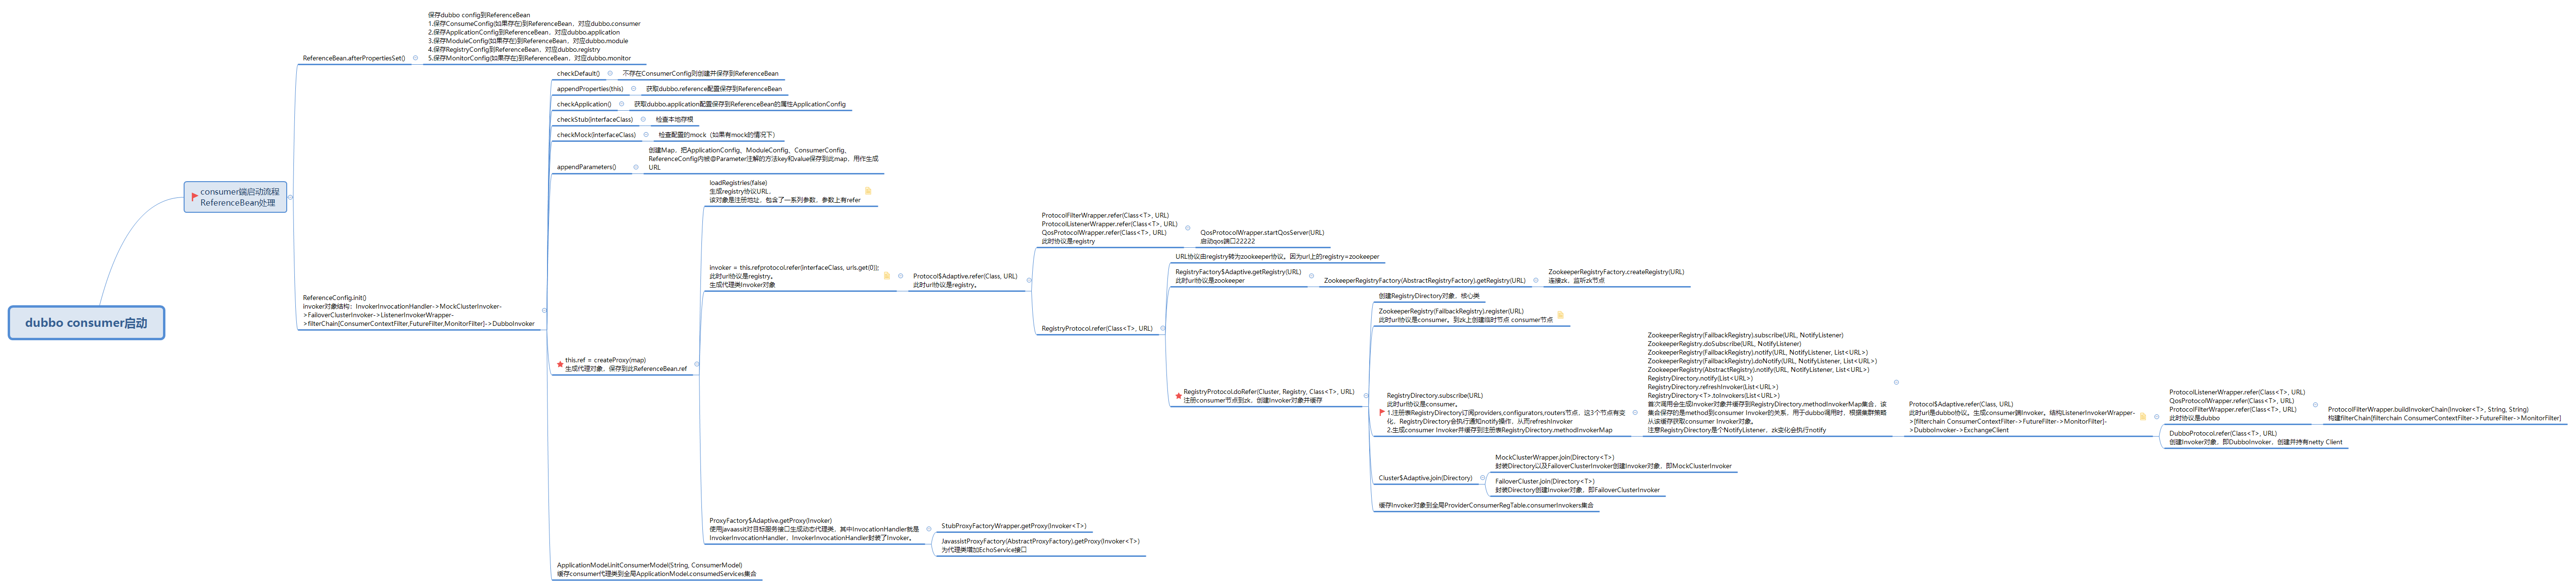 dubbo consumer启动
consumer端启动流程
ReferenceBean处理
ReferenceBean.afterPropertiesSet()
保存dubbo config到ReferenceBean
1.保存ConsumeConfig(如果存在)到ReferenceBean，对应dubbo.consumer
2.保存ApplicationConfig到ReferenceBean，对应dubbo.application
3.保存ModuleConfig(如果存在)到ReferenceBean，对应dubbo.module
4.保存RegistryConfig到ReferenceBean，对应dubbo.registry
5.保存MonitorConfig(如果存在)到ReferenceBean，对应dubbo.monitor
ReferenceConfig.init()
invoker对象结构：InvokerInvocationHandler->MockClusterInvoker-
>FailoverClusterInvoker->ListenerInvokerWrapper-
>filterChain[ConsumerContextFilter,FutureFilter,MonitorFilter]->DubboInvoker
checkDefault()
不存在ConsumerConfig则创建并保存到ReferenceBean
appendProperties(this)
获取dubbo.reference配置保存到ReferenceBean
checkApplication()
获取dubbo.application配置保存到ReferenceBean的属性ApplicationConfig
checkStub(interfaceClass)
检查本地存根
checkMock(interfaceClass)
检查配置的mock（如果有mock的情况下）
appendParameters()
创建Map，把ApplicationConfig、ModuleConfig、ConsumerConfig、
ReferenceConfig内被@Parameter注解的方法key和value保存到此map，用作生成
URL
this.ref = createProxy(map)
生成代理对象，保存到此ReferenceBean.ref
loadRegistries(false)
生成registry协议URL，
该对象是注册地址，包含了一系列参数，参数上有refer
invoker = this.refprotocol.refer(interfaceClass, urls.get(0));
此时url协议是registry。
生成代理类Invoker对象
Protocol$Adaptive.refer(Class, URL)
此时url协议是registry。
ProtocolFilterWrapper.refer(Class<T>, URL)
ProtocolListenerWrapper.refer(Class<T>, URL)
QosProtocolWrapper.refer(Class<T>, URL)
此时协议是registry
QosProtocolWrapper.startQosServer(URL)
启动qos端口22222
RegistryProtocol.refer(Class<T>, URL)
URL协议由registry转为zookeeper协议。因为url上的registry=zookeeper
RegistryFactory$Adaptive.getRegistry(URL)
此时url协议是zookeeper
ZookeeperRegistryFactory(AbstractRegistryFactory).getRegistry(URL)
ZookeeperRegistryFactory.createRegistry(URL)
连接zk，监听zk节点
RegistryProtocol.doRefer(Cluster, Registry, Class<T>, URL)
注册consumer节点到zk，创建Invoker对象并缓存
创建RegistryDirectory对象，核心类
ZookeeperRegistry(FailbackRegistry).register(URL)
此时url协议是consumer。到zk上创建临时节点 consumer节点
RegistryDirectory.subscribe(URL)
此时url协议是consumer。
1.注册表RegistryDirectory订阅providers,configurators,routers节点，这3个节点有变
化，RegistryDirectory会执行通知notify操作，从而refreshInvoker
2.生成consumer Invoker并缓存到注册表RegistryDirectory.methodInvokerMap
ZookeeperRegistry(FailbackRegistry).subscribe(URL, NotifyListener)
ZookeeperRegistry.doSubscribe(URL, NotifyListener)
ZookeeperRegistry(FailbackRegistry).notify(URL, NotifyListener, List<URL>)
ZookeeperRegistry(FailbackRegistry).doNotify(URL, NotifyListener, List<URL>)
ZookeeperRegistry(AbstractRegistry).notify(URL, NotifyListener, List<URL>)
RegistryDirectory.notify(List<URL>)
RegistryDirectory.refreshInvoker(List<URL>)
RegistryDirectory<T>.toInvokers(List<URL>)
首次调用会生成Invoker对象并缓存到RegistryDirectory.methodInvokerMap集合，该
集合保存的是method到consumer Invoker的关系，用于dubbo调用时，根据集群策略
从该缓存获取consumer Invoker对象。
注意RegistryDirectory是个NotifyListener，zk变化会执行notify
Protocol$Adaptive.refer(Class, URL)
此时url是dubbo协议。生成consumer端Invoker。结构ListenerInvokerWrapper-
>[filterchain ConsumerContextFilter->FutureFilter->MonitorFilter]-
>DubboInvoker->ExchangeClient
ProtocolListenerWrapper.refer(Class<T>, URL)
QosProtocolWrapper.refer(Class<T>, URL)
ProtocolFilterWrapper.refer(Class<T>, URL)
此时协议是dubbo
ProtocolFilterWrapper.buildInvokerChain(Invoker<T>, String, String)
构建filterChain[filterchain ConsumerContextFilter->FutureFilter->MonitorFilter]
DubboProtocol.refer(Class<T>, URL)
创建Invoker对象，即DubboInvoker，创建并持有netty Client
Cluster$Adaptive.join(Directory)
MockClusterWrapper.join(Directory<T>)
封装Directory以及FailoverClusterInvoker创建Invoker对象，即MockClusterInvoker
FailoverCluster.join(Directory<T>)
封装Directory创建Invoker对象，即FailoverClusterInvoker
缓存Invoker对象到全局ProviderConsumerRegTable.consumerInvokers集合
ProxyFactory$Adaptive.getProxy(Invoker)
使用javaassit对目标服务接口生成动态代理类，其中InvocationHandler就是
InvokerInvocationHandler，InvokerInvocationHandler封装了Invoker。
StubProxyFactoryWrapper.getProxy(Invoker<T>)
JavassistProxyFactory(AbstractProxyFactory).getProxy(Invoker<T>)
为代理类增加EchoService接口
ApplicationModel.initConsumerModel(String, ConsumerModel)
缓存consumer代理类到全局ApplicationModel.consumedServices集合